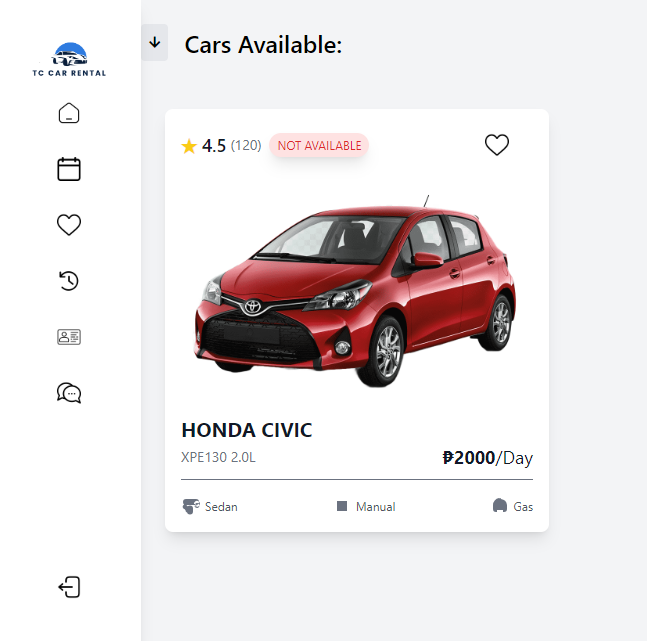 TC CAR RENTAL
Cars Available:
4.5 (120) NOT AVAILABLE
HONDA CIVIC
XPE130 2.0L
₱2000/Day
Sedan
Manual
Gas